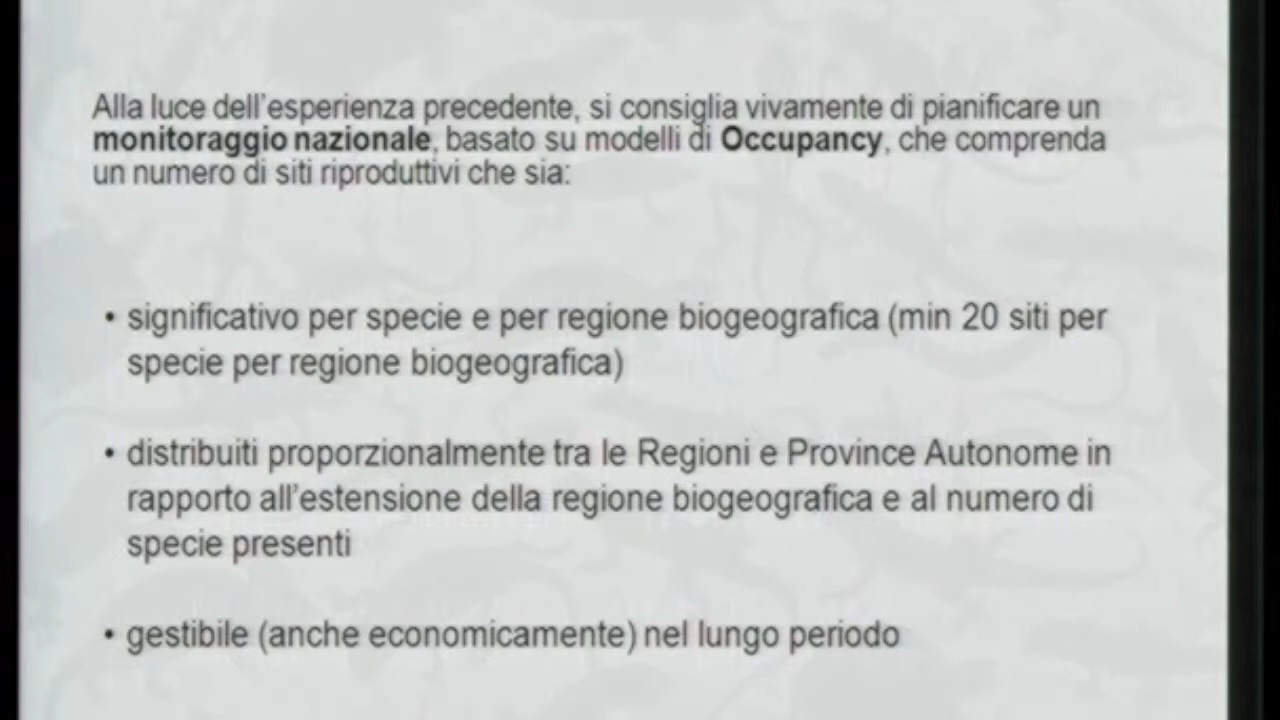 Alla luce dell'esperienza precedente, si consiglia vivamente di pianificare un
monitoraggio nazionale, basato su modelli di Occupancy, che comprenda
un numero di siti riproduttivi che sia:
• significativo per specie e per regione biogeografica (min 20 siti per
specie per regione biogeografica)
• distribuiti proporzionalmente tra le Regioni e Province Autonome in
rapporto all'estensione della regione biogeografica e al numero di
specie presenti
• gestibile (anche economicamente) nel lungo periodo